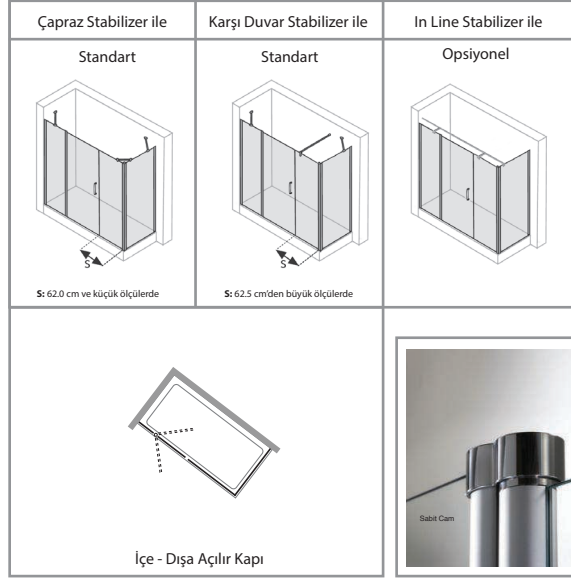 Çapraz Stabilizer ile
Karşı Duvar Stabilizer ile
In Line Stabilizer ile
Standart
Standart
Opsiyonel
S
S
S: 62.0 cm ve küçük ölçülerde
S: 62.5 cm'den büyük ölçülerde
İçe - Dışa Açılır Kapı
Sabit Cam